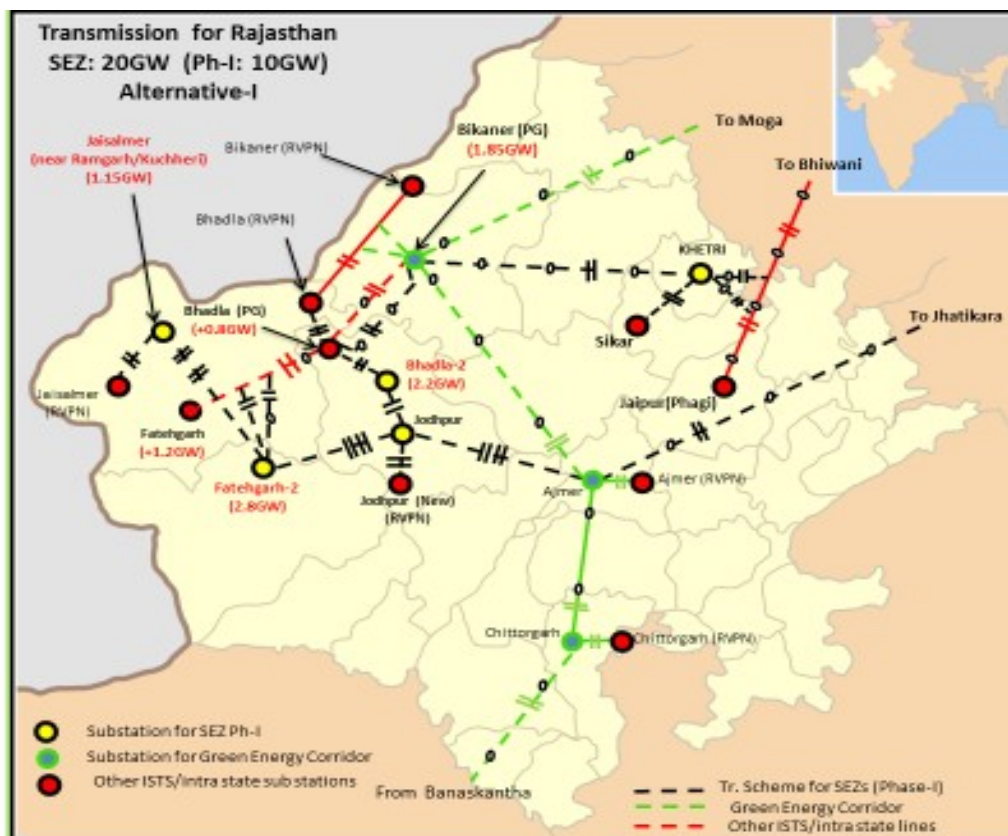 Transmission for Rajasthan
SEZ: 20GW (Ph-I: 10GW)
Alternative-I
Jaisalmer
(near Ramgarh/Kuchheri)
(1.15GW)
Bikaner (RVPN)
Bikaner (PG)
(1.85GW)
To Moga
To Bhiwani
Bhadla (RVPN)
KHETRI
Bhadla (PG)
(+0.8GW)
To Jhatikara
Sikar
Bhadla-2
(2.2GW)
Jaisalmer
(RVPN)
Jaipur(Phagi)
Fatehgarh
(+1.2GW)
Jodhpur
Fatehgarh-2
(2.8GW)
Jodhpur (New)
(RVPN)
Ajmer
Ajmer (RVPN)
Chittorgarh
Chittorgarh (RVPN)
From Banaskantha
Substation for SEZ Ph-I
Substation for Green Energy Corridor
Other ISTS/intra state sub stations
Tr. Scheme for SEZs (Phase-I)
Green Energy Corridor
Other ISTS/intra state lines